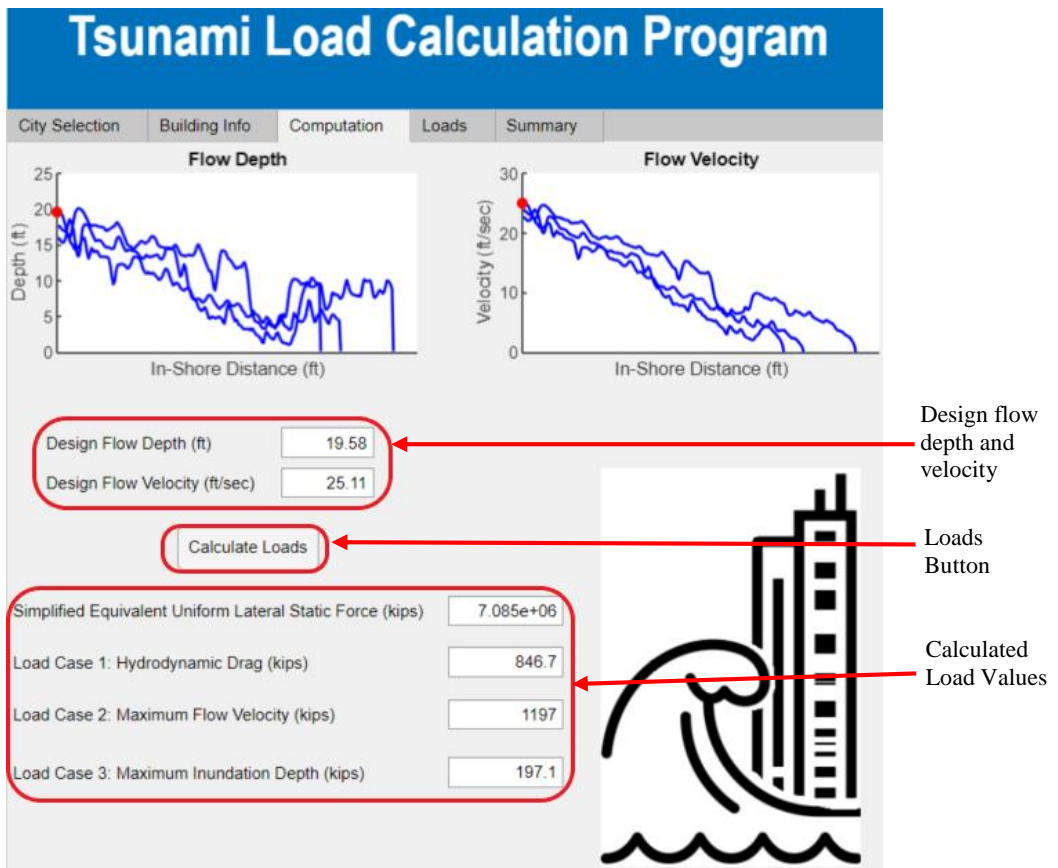 Tsunami Load Calculation Program
City Selection Building Info Computation Loads Summary
Flow Depth
25
20
15
10
5
0
Depth (ft)
In-Shore Distance (ft)
Flow Velocity
30
20
10
0
Velocity (ft/sec)
In-Shore Distance (ft)
Design Flow Depth (ft) 19.58
Design Flow Velocity (ft/sec) 25.11
Design flow
depth and
velocity
Calculate Loads
Loads
Button
Simplified Equivalent Uniform Lateral Static Force (kips) 7.085e+06
Load Case 1: Hydrodynamic Drag (kips) 846.7
Load Case 2: Maximum Flow Velocity (kips) 1197
Load Case 3: Maximum Inundation Depth (kips) 197.1
Calculated
Load Values